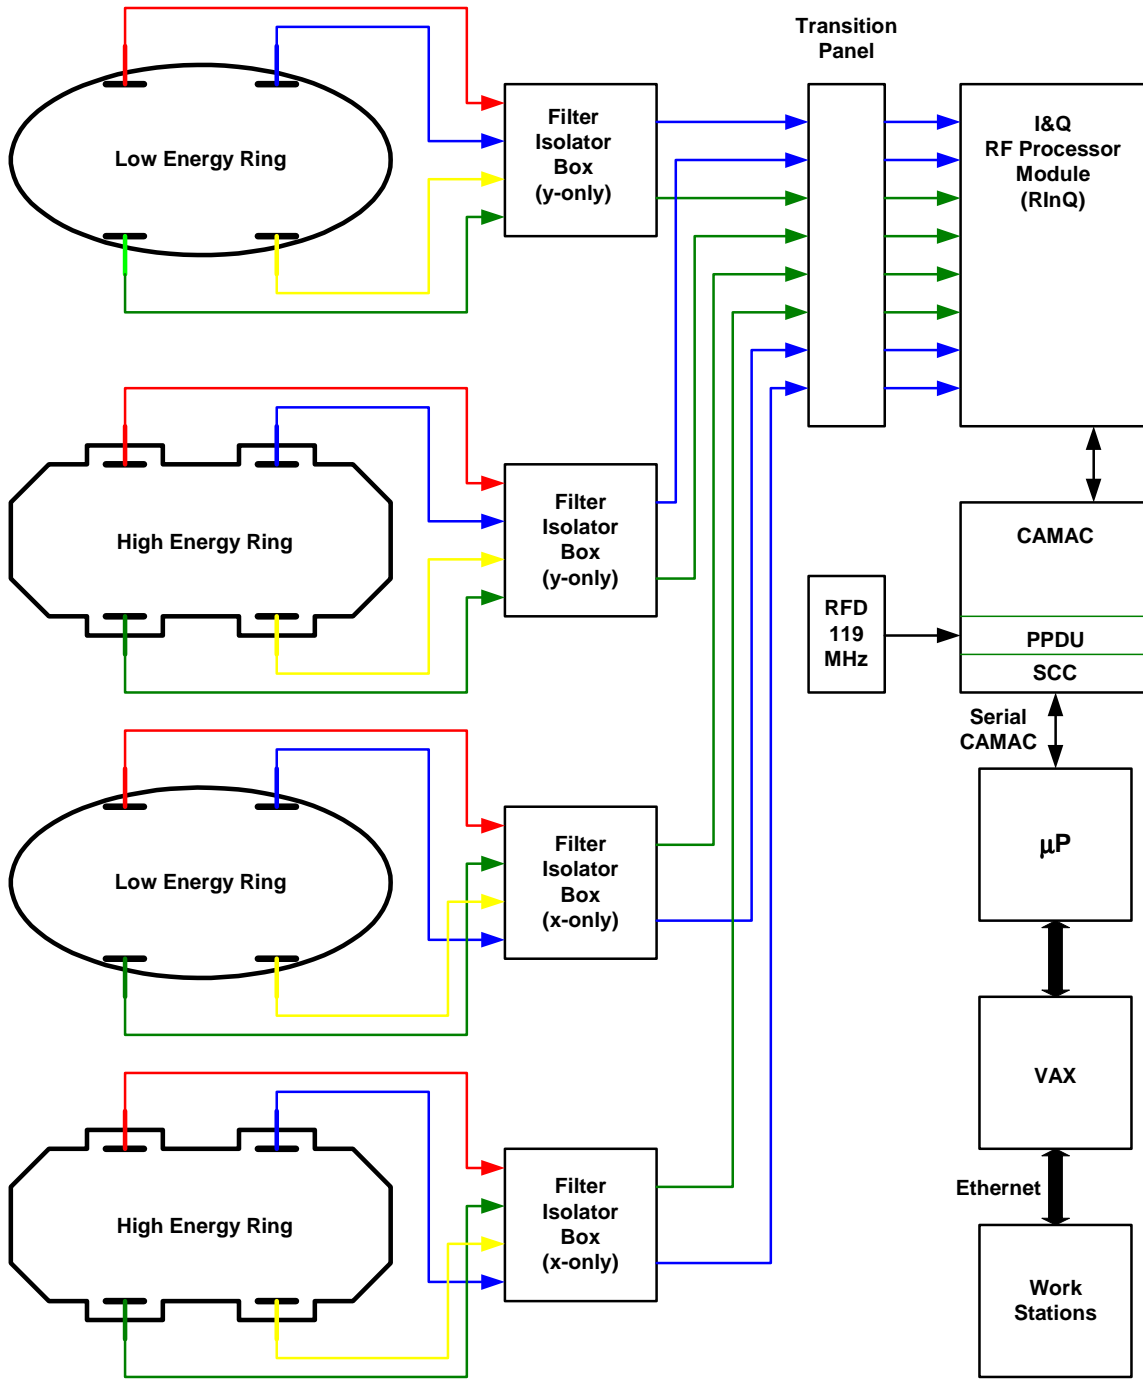 Transition
Panel
Low Energy Ring
Filter
Isolator
Box
(y-only)
I&Q
RF Processor
Module
(RInQ)
High Energy Ring
Filter
Isolator
Box
(y-only)
CAMAC
RFD
119
MHz
PPDU
SCC
Serial
CAMAC
Low Energy Ring
Filter
Isolator
Box
(x-only)
µP
VAX
High Energy Ring
Filter
Isolator
Box
(x-only)
Ethernet
Work
Stations